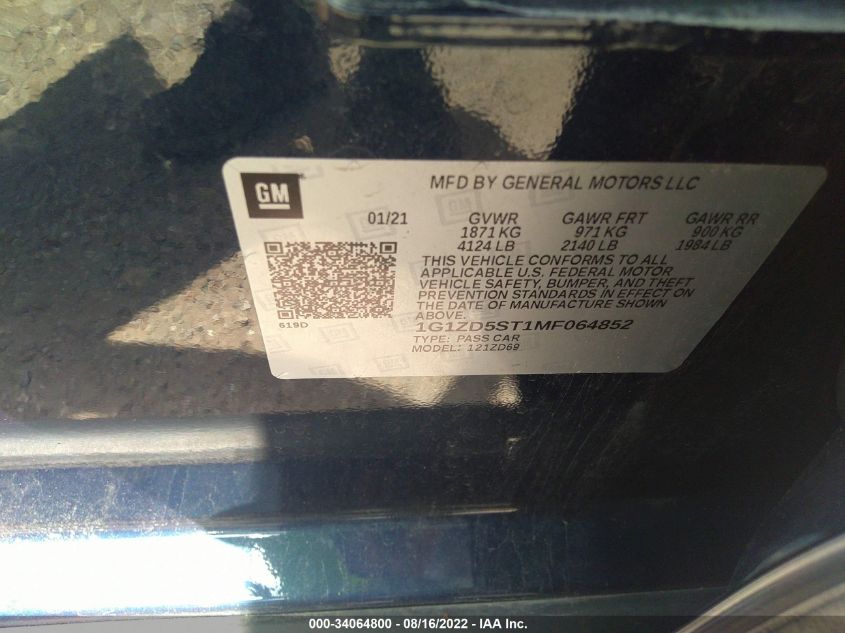 GM
MFD BY GENERAL MOTORS LLC
01/21 GVWR GAWR FRT GAWR RR
1871 KG 971 KG 900 KG
4124 LB 2140 LB 1984 LB
THIS VEHICLE CONFORMS TO ALL
APPLICABLE U.S. FEDERAL MOTOR
VEHICLE SAFETY, BUMPER, AND THEFT
PREVENTION STANDARDS IN EFFECT ON
THE DATE OF MANUFACTURE SHOWN
ABOVE.
619D
1G1ZD5ST1MF064852
TYPE: PASS CAR
MODEL: 121ZD69
000-34064800 - 08/16/2022 - IAA Inc.